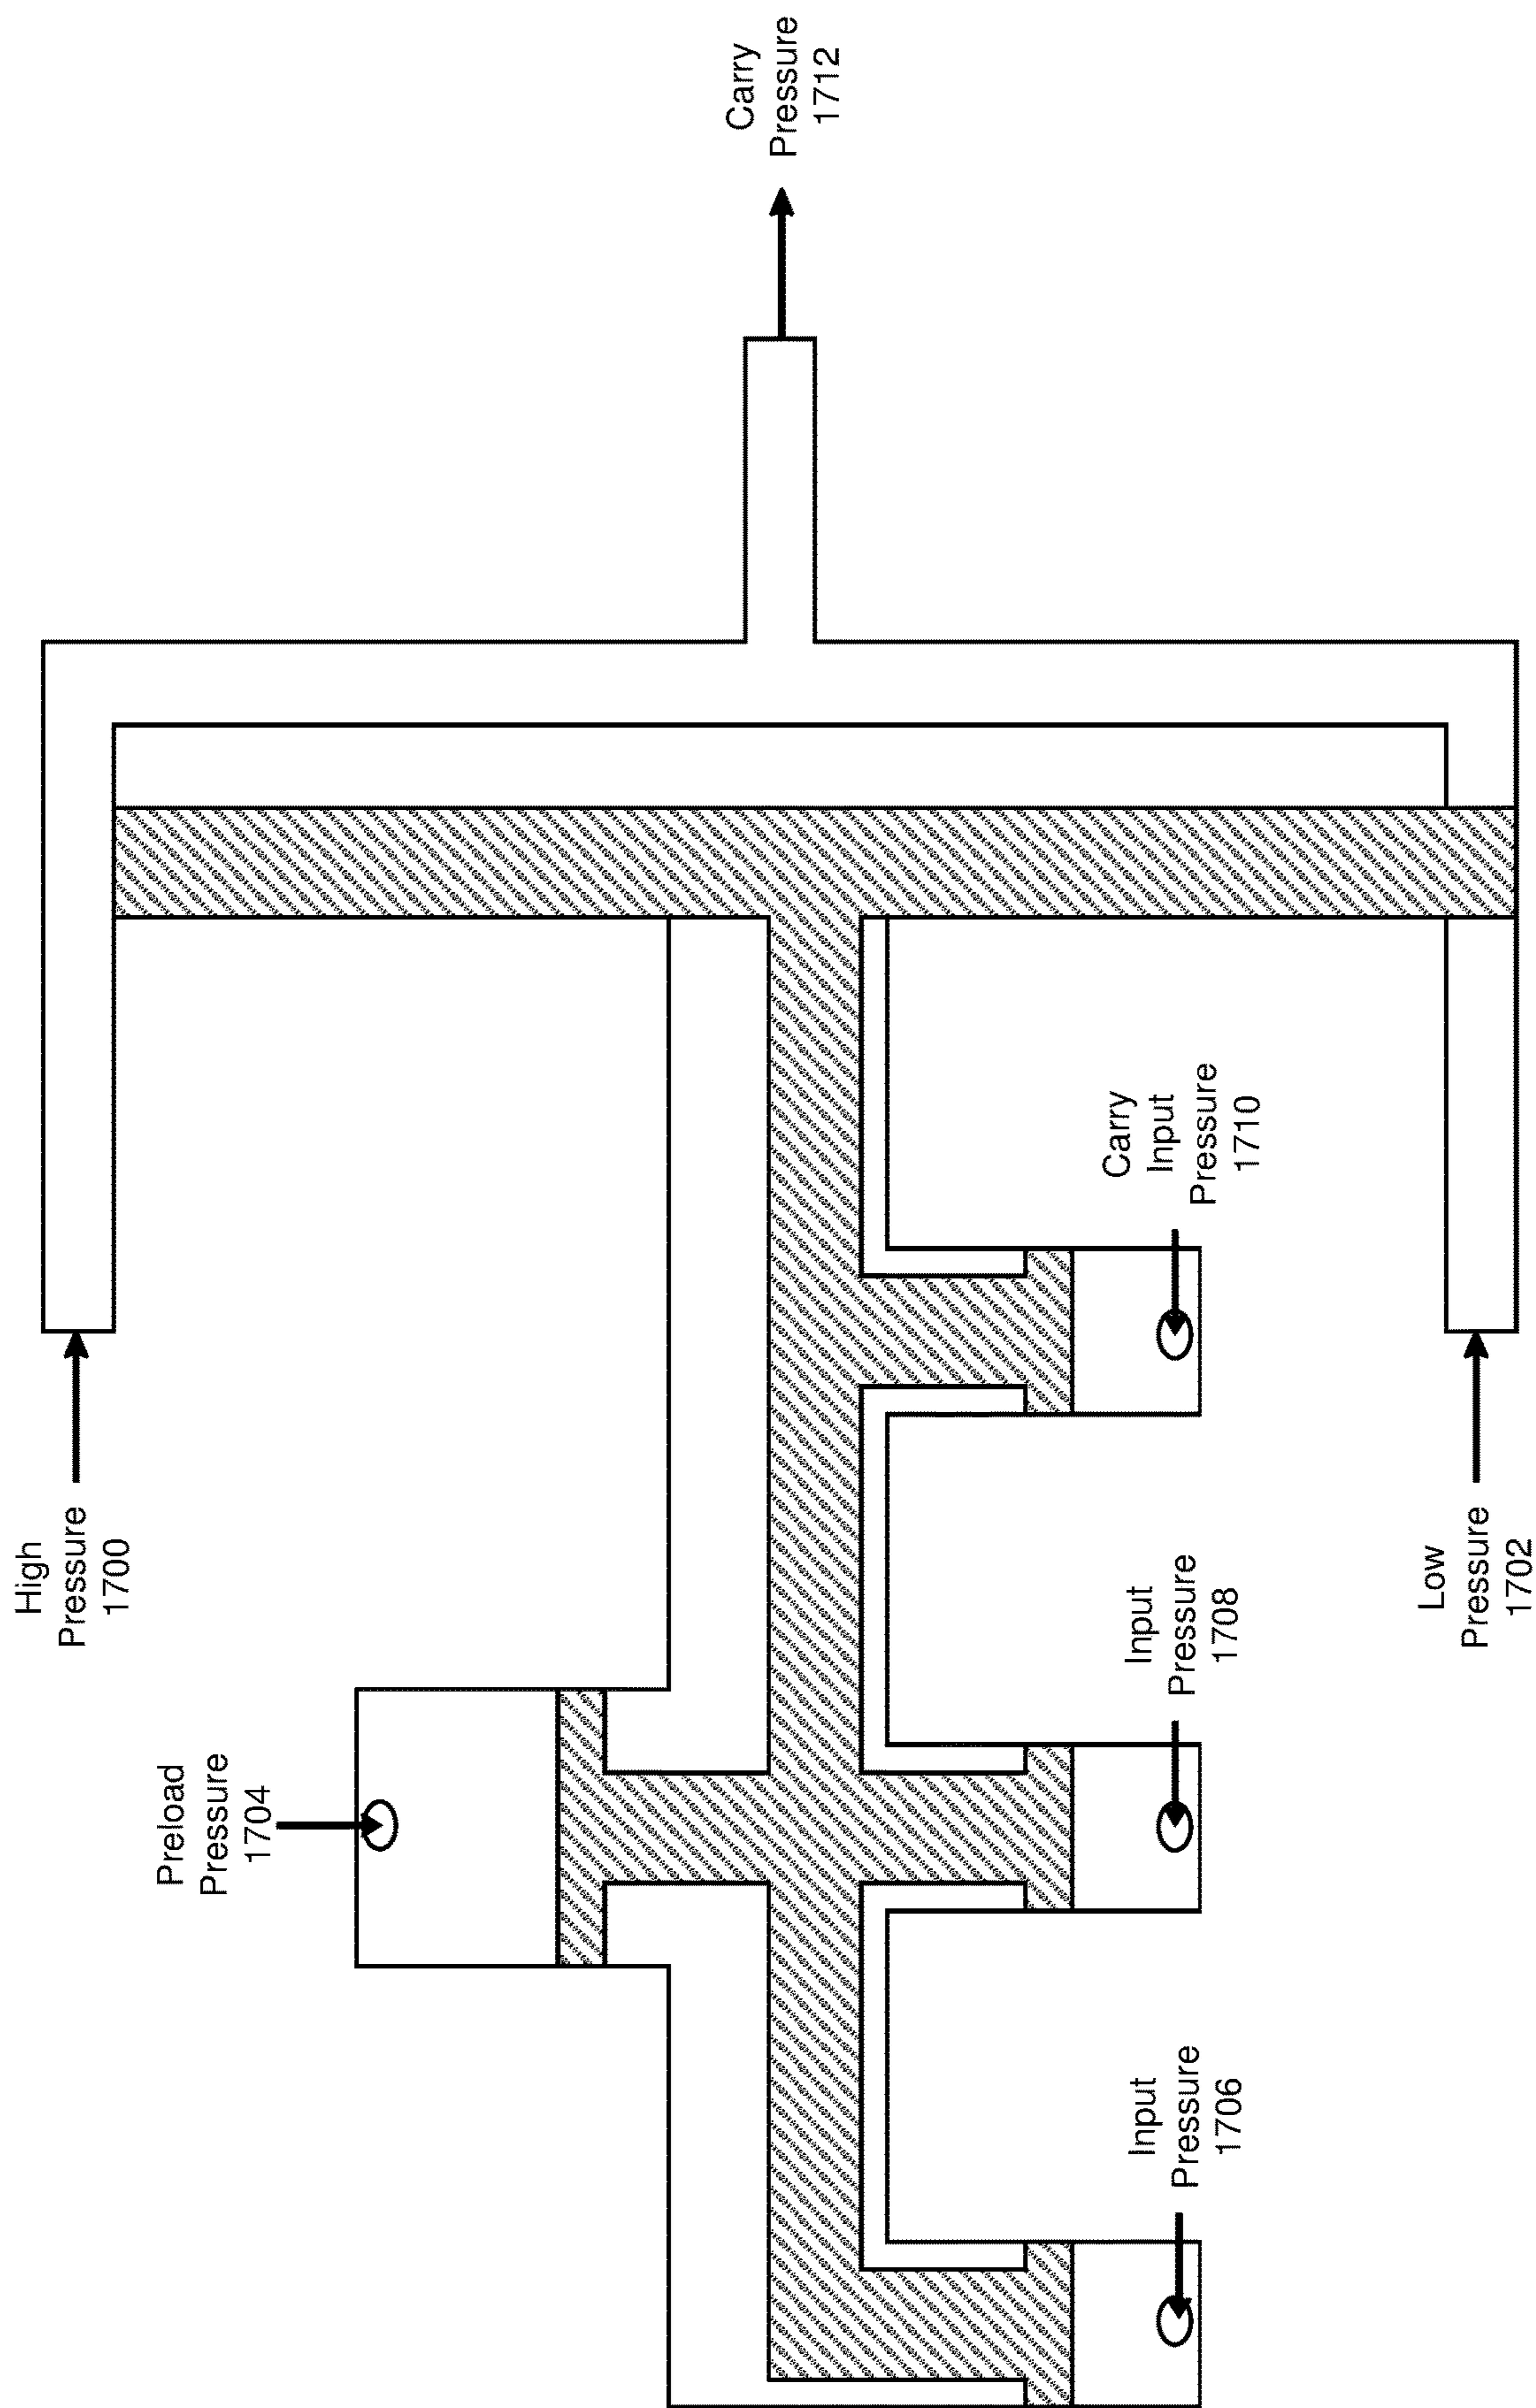 High
Pressure
1700
Preload
Pressure
1704
Carry
Pressure
1712
Input
Pressure
1706
Input
Pressure
1708
Carry
Input
Pressure
1710
Low
Pressure
1702